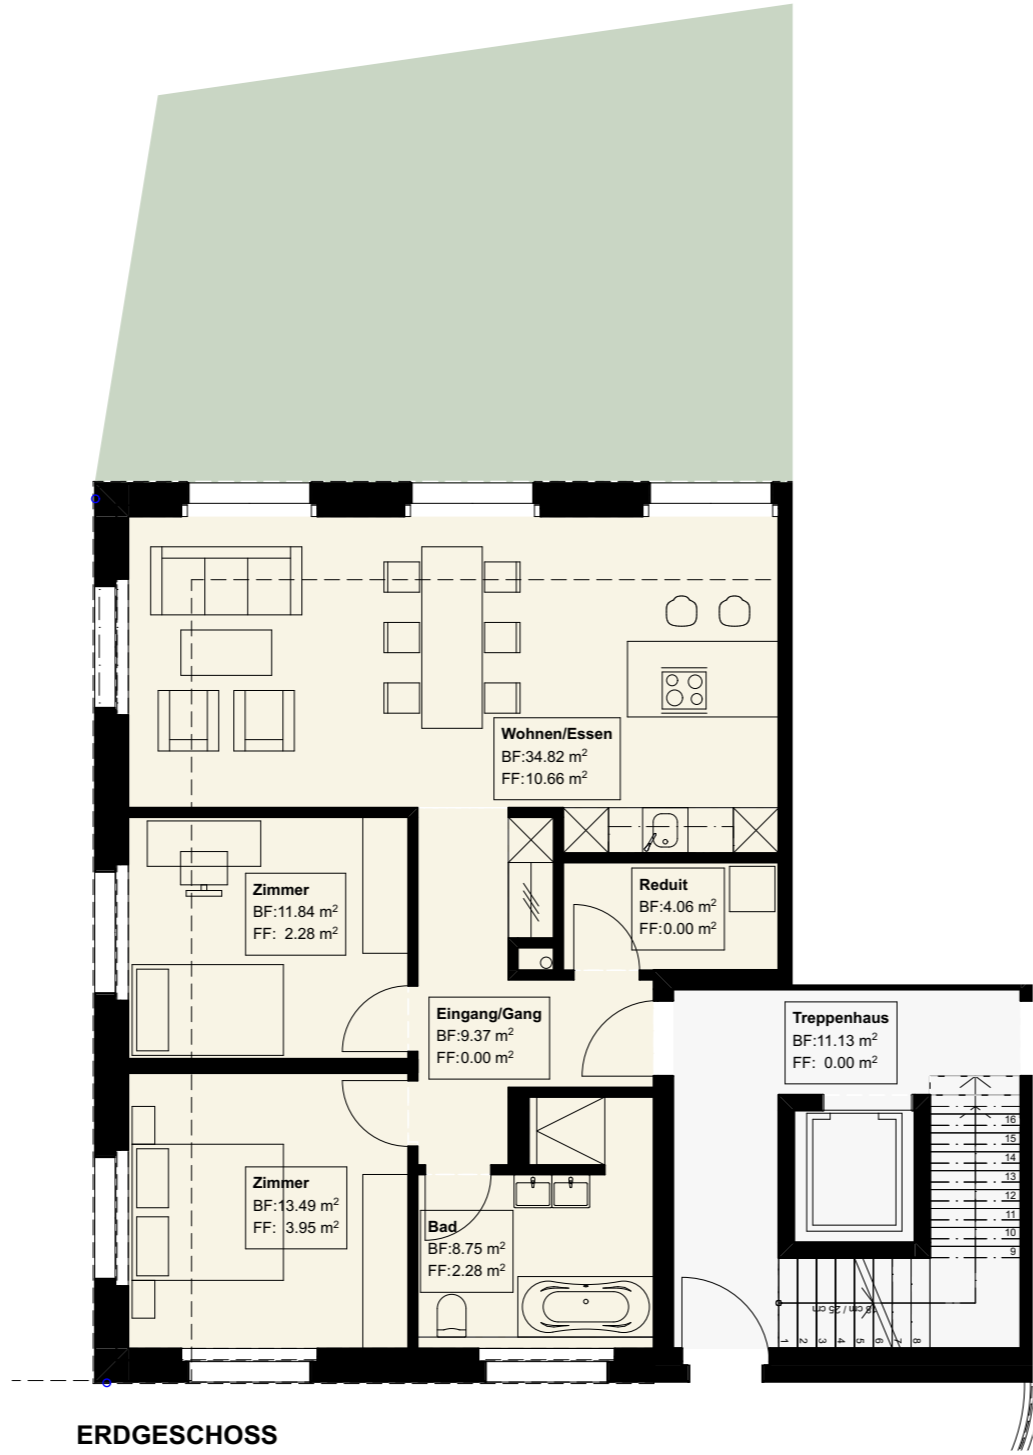 Wohnen/Essen
BF:34.82 m²
FF:10.66 m²
Zimmer
BF:11.84 m²
FF: 2.28 m²
Reduit
BF:4.06 m²
FF:0.00 m²
Eingang/Gang
BF:9.37 m²
FF:0.00 m²
Treppenhaus
BF:11.13 m²
FF: 0.00 m²
Zimmer
BF:13.49 m²
FF: 3.95 m²
Bad
BF:8.75 m²
FF:2.28 m²
16
15
14
13
12
11
10
9
18 cm / 25 cm
1 2 3 4 5 6 7 8
ERDGESCHOSS